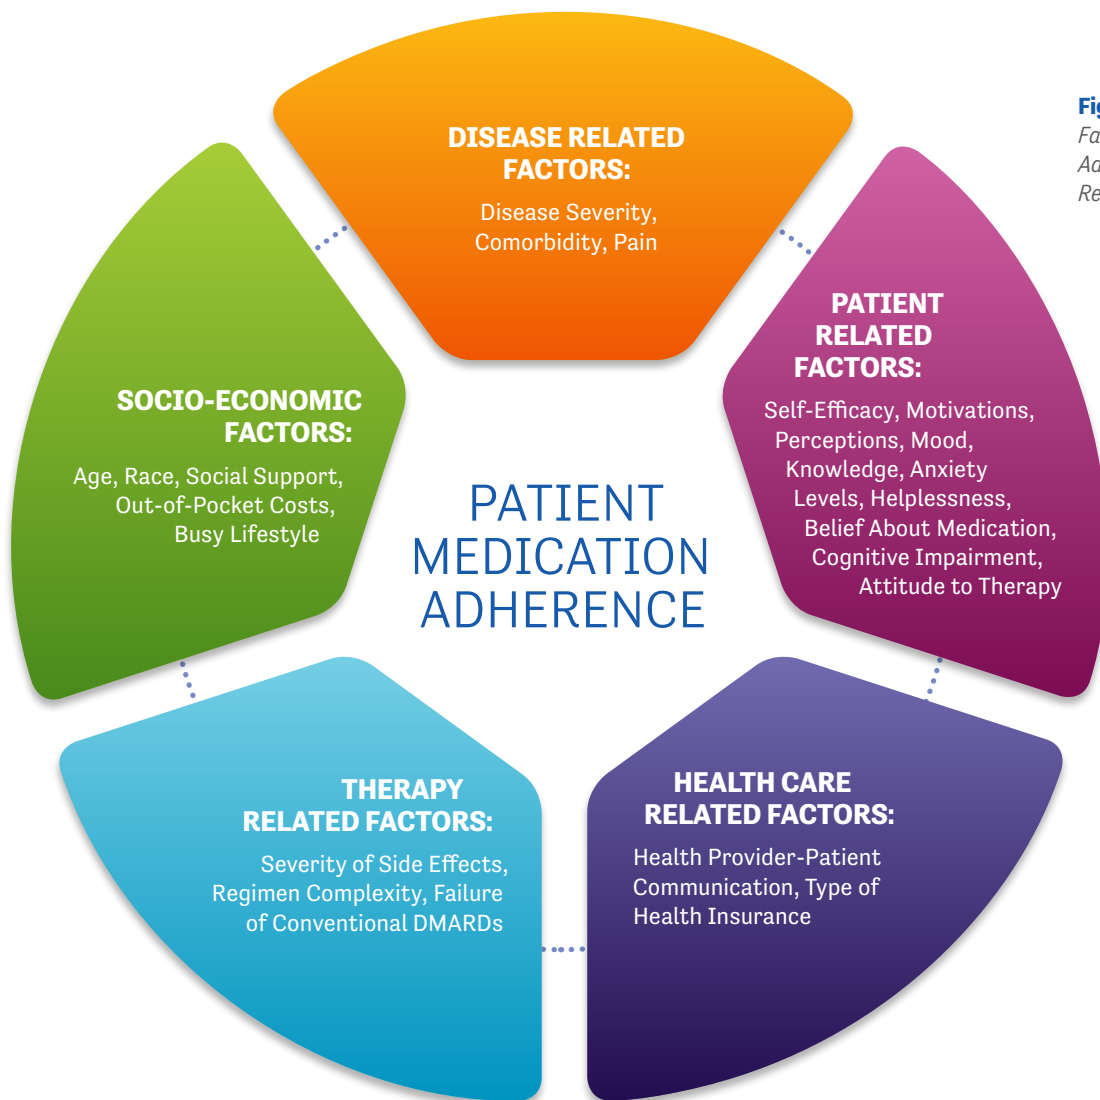 DISEASE RELATED
FACTORS:
Disease Severity,
Comorbidity, Pain
PATIENT
RELATED
FACTORS:
Self-Efficacy, Motivations,
Perceptions, Mood,
Knowledge, Anxiety
Levels, Helplessness,
Belief About Medication,
Cognitive Impairment,
Attitude to Therapy
SOCIO-ECONOMIC
FACTORS:
Age, Race, Social Support,
Out-of-Pocket Costs,
Busy Lifestyle
PATIENT
MEDICATION
ADHERENCE
THERAPY
RELATED FACTORS:
Severity of Side Effects,
Regimen Complexity, Failure
of Conventional DMARDs
HEALTH CARE
RELATED FACTORS:
Health Provider-Patient
Communication, Type of
Health Insurance